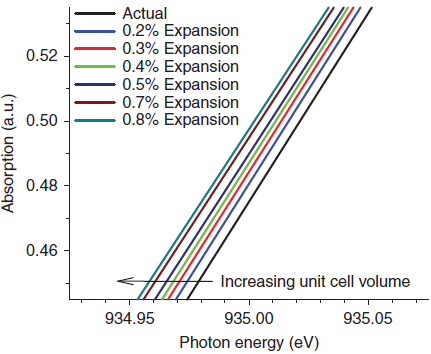 Actual
0.2% Expansion
0.3% Expansion
0.4% Expansion
0.5% Expansion
0.7% Expansion
0.8% Expansion
0.52
0.50
0.48
0.46
Absorption (a.u.)
Increasing unit cell volume
934.95 935.00 935.05
Photon energy (eV)